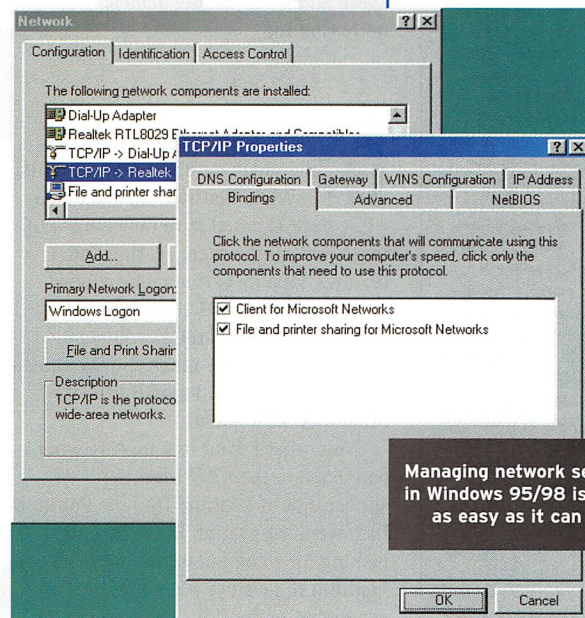 Network
Configuration Identification Access Control
The following network components are installed:
Dial-Up Adapter
Realtek RTL8029 Ethernet Adapter and Compatibles
TCP/IP -> Dial-Up A
TCP/IP -> Realtek
File and printer shar
Add...
Primary Network Logon:
Windows Logon
File and Print Sharin
Description
TCP/IP is the protoco
wide-area networks.
TCP/IP Properties
DNS Configuration Gateway WINS Configuration IP Address
Bindings Advanced NetBIOS
Click the network components that will communicate using this
protocol. To improve your computer's speed, click only the
components that need to use this protocol.
Client for Microsoft Networks
File and printer sharing for Microsoft Networks
Managing network se
in Windows 95/98 is
as easy as it can
OK Cancel